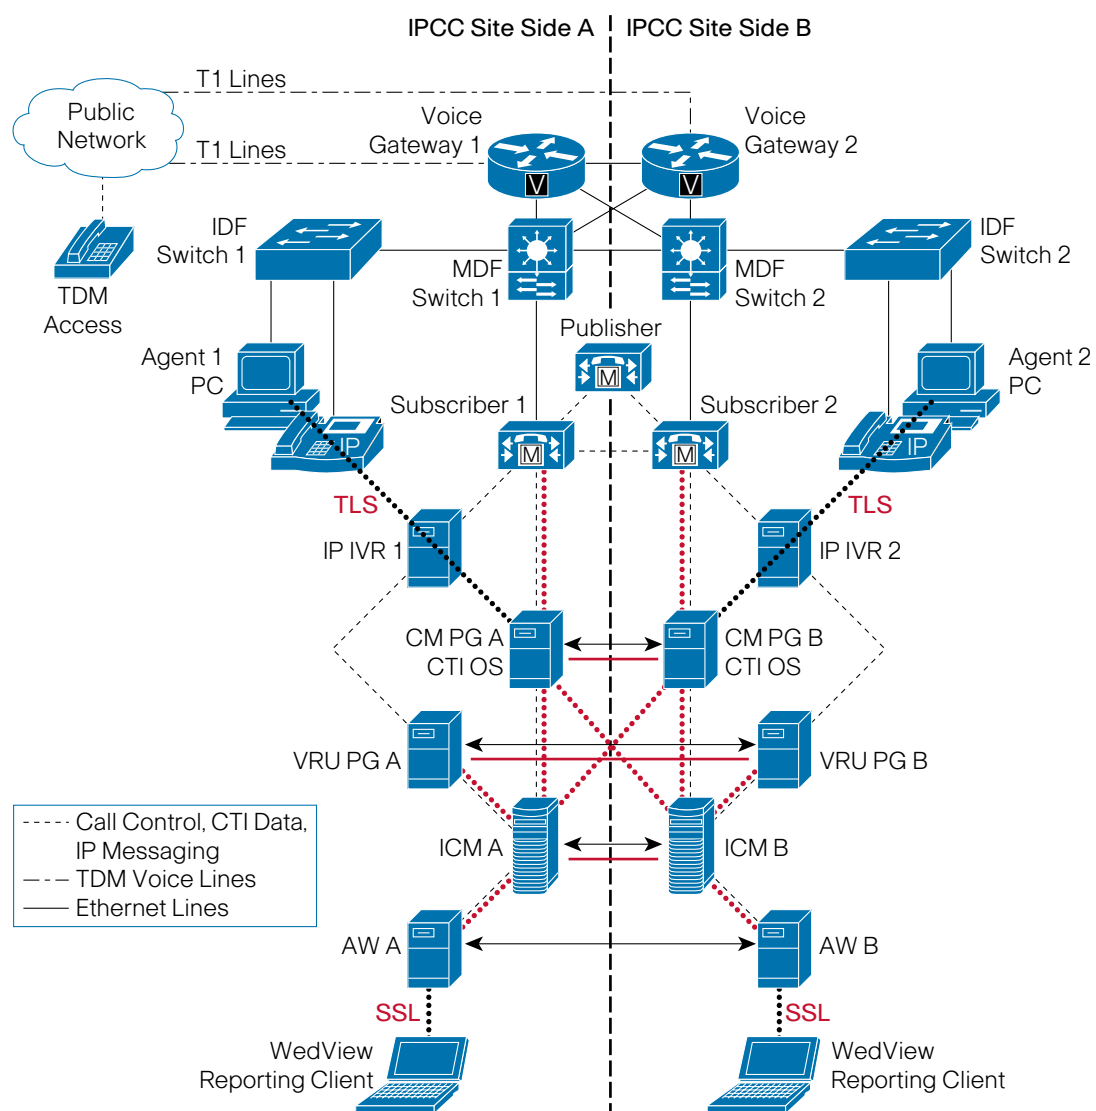 IPCC Site Side A
IPCC Site Side B
T1 Lines
Public
Network
Voice
Gateway 1
Voice
Gateway 2
T1 Lines
V
V
IDF
Switch 1
IDF
Switch 2
MDF
Switch 1
MDF
Switch 2
TDM
Access
Publisher
M
Agent 1
PC
Agent 2
PC
Subscriber 1
Subscriber 2
IP
IP
M
M
TLS
TLS
IP IVR 1
IP IVR 2
CM PG A
CTI OS
CM PG B
CTI OS
VRU PG A
VRU PG B
Call Control, CTI Data,
IP Messaging
TDM Voice Lines
Ethernet Lines
ICM A
ICM B
AW A
AW B
SSL
SSL
WedView
Reporting Client
WedView
Reporting Client